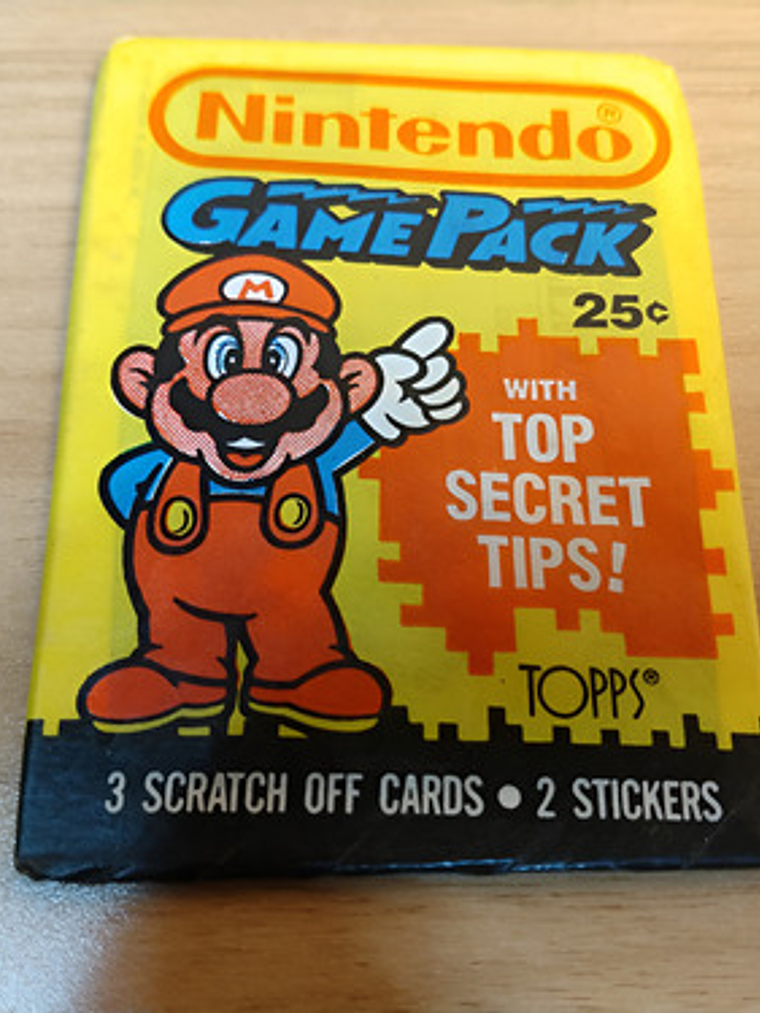 Nintendo®
GAME PACK
25¢
M
WITH
TOP
SECRET
TIPS!
TOPPS®
3 SCRATCH OFF CARDS • 2 STICKERS